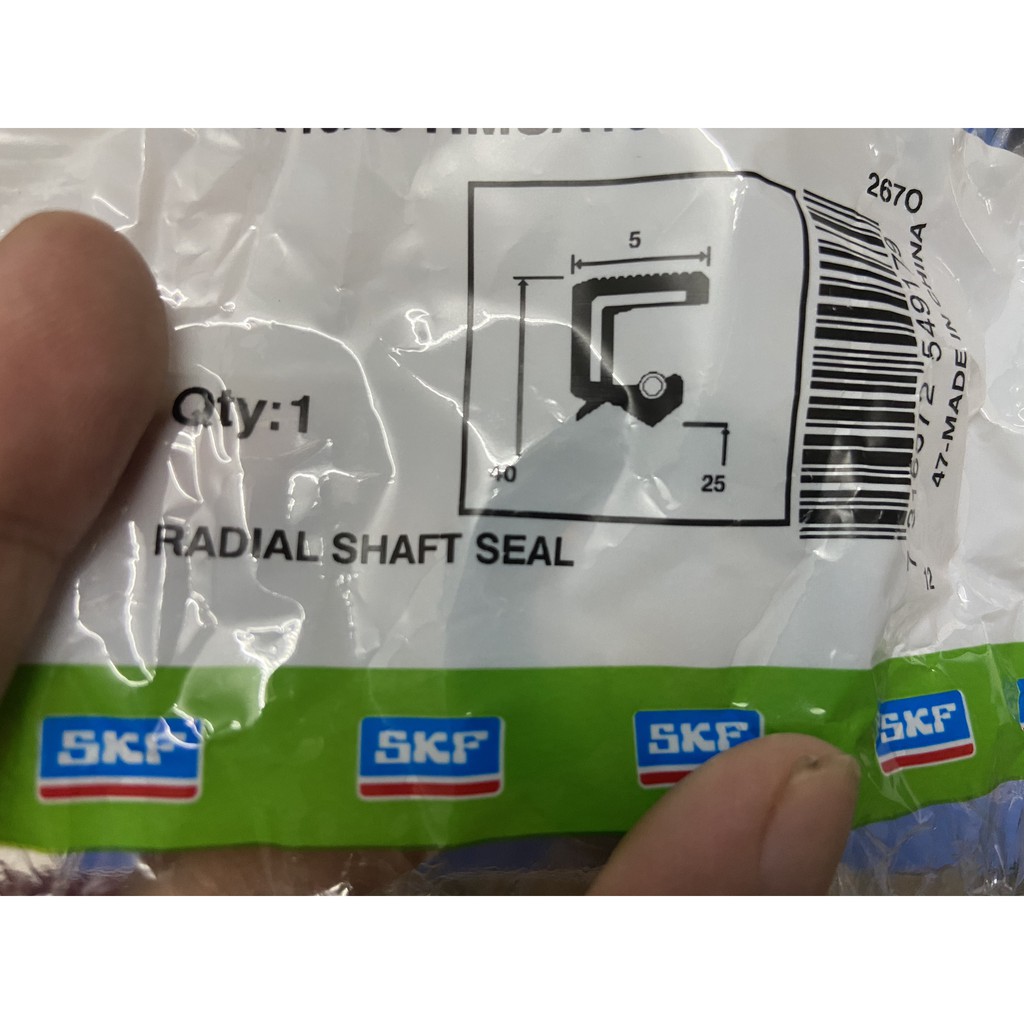 5
40
25
Qty:1
RADIAL SHAFT SEAL
2670
47-MADE IN CHINA
SKF
SKF
SKF
SKF